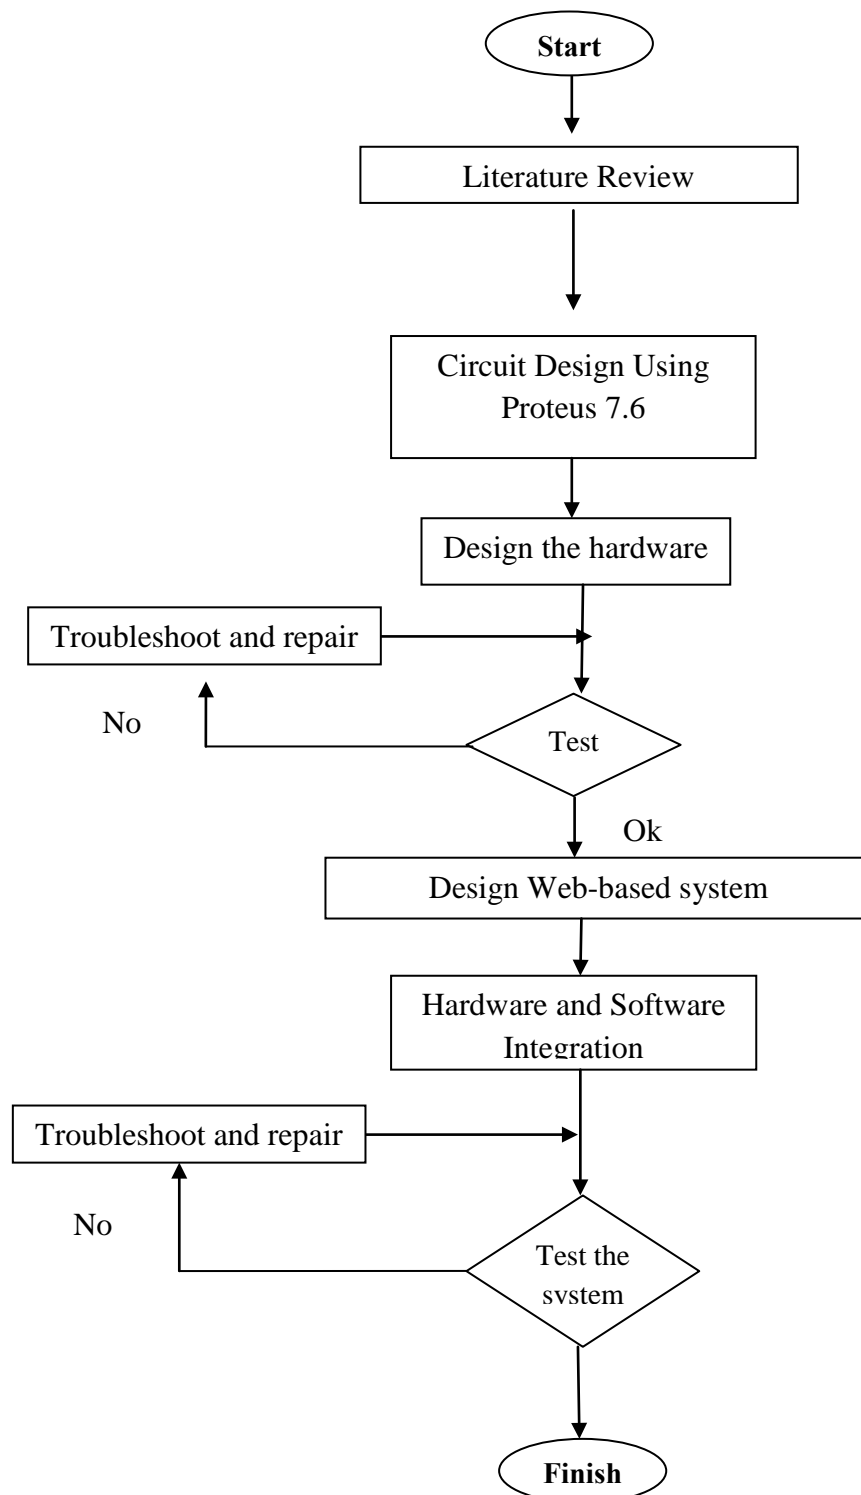 Start
Literature Review
Circuit Design Using
Proteus 7.6
Design the hardware
Troubleshoot and repair
No
Test
Ok
Design Web-based system
Hardware and Software
Integration
Troubleshoot and repair
No
Test the
system
Finish